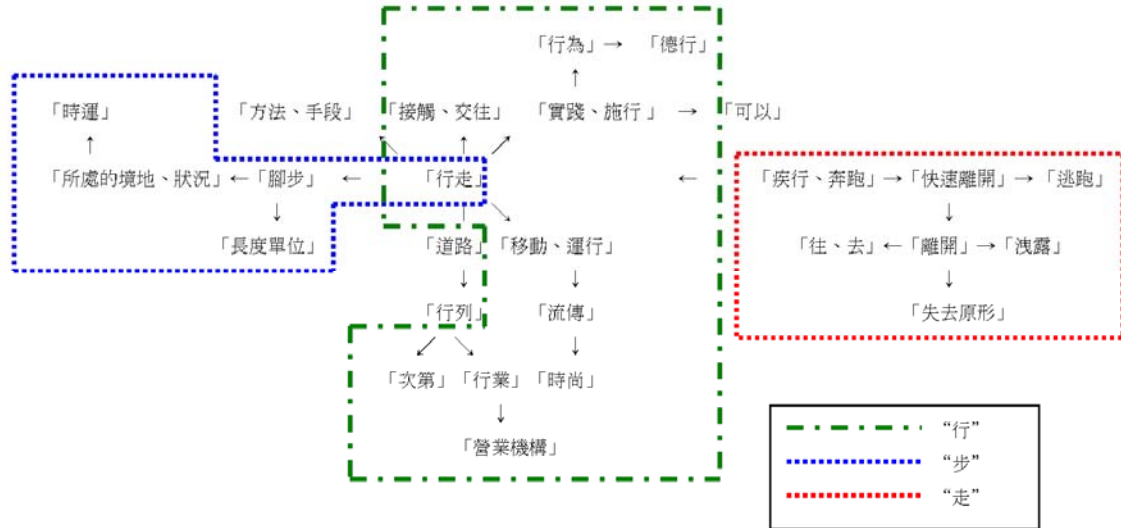 「行為」→ 「德行」
↑
「時運」 「方法、手段」 「接觸、交往」 「實踐、施行」 → 「可以」
↑ ↖ ↑ ↗
「所處的境地、狀況」←「腳步」 ← 「行走」 ← 「疾行、奔跑」→「快速離開」→「逃跑」
↓ ↘ ↓
「長度單位」 「道路」 「移動、運行」 「往、去」←「離開」→「洩露」
↓ ↓ ↓
「行列」 「流傳」 「失去原形」
↙ ↘ ↓
「次第」 「行業」 「時尚」
↓
「營業機構」
“行”
“步”
“走”